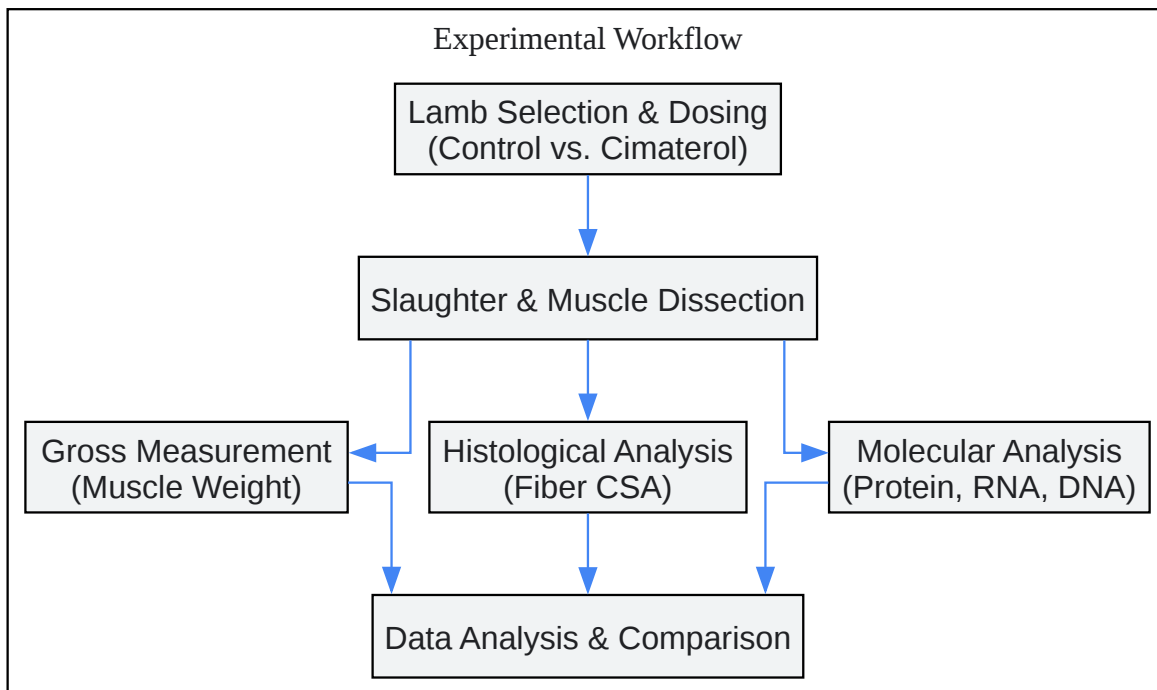 Experimental Workflow
Lamb Selection & Dosing
(Control vs. Cimaterol)
Slaughter & Muscle Dissection
Gross Measurement
(Muscle Weight)
Histological Analysis
(Fiber CSA)
Molecular Analysis
(Protein, RNA, DNA)
Data Analysis & Comparison